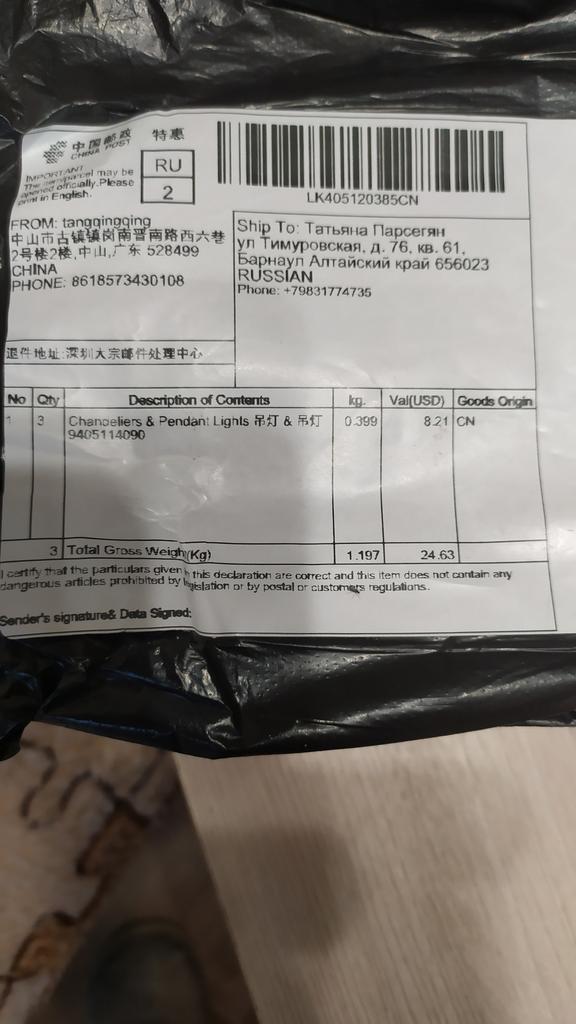 中国邮政
CHINA POST
特惠
IMPORTANT
The item/parcel may be
opened officially.Please
print in English.
RU
2
LK405120385CN
FROM: tangqingqing
中山市古镇镇岗南晋南路西六巷
2号楼2楼,中山,广东 528499
CHINA
PHONE: 8618573430108
Ship To: Татьяна Парсегян
ул Тимуровская, д. 76, кв. 61,
Барнаул Алтайский край 656023
RUSSIAN
Phone: +79831774735
退件地址:深圳大宗邮件处理中心
No Qty Description of Contents kg. Val(USD) Goods Origin
1 3 Chandeliers & Pendant Lights 吊灯 & 吊灯 0.399 8.21 CN
9405114090
3 Total Gross Weigh(Kg) 1.197 24.63
I certify that the particulars given in this declaration are correct and this item does not contain any
dangerous articles prohibited by legislation or by postal or customers regulations.
Sender's signature& Data Signed: